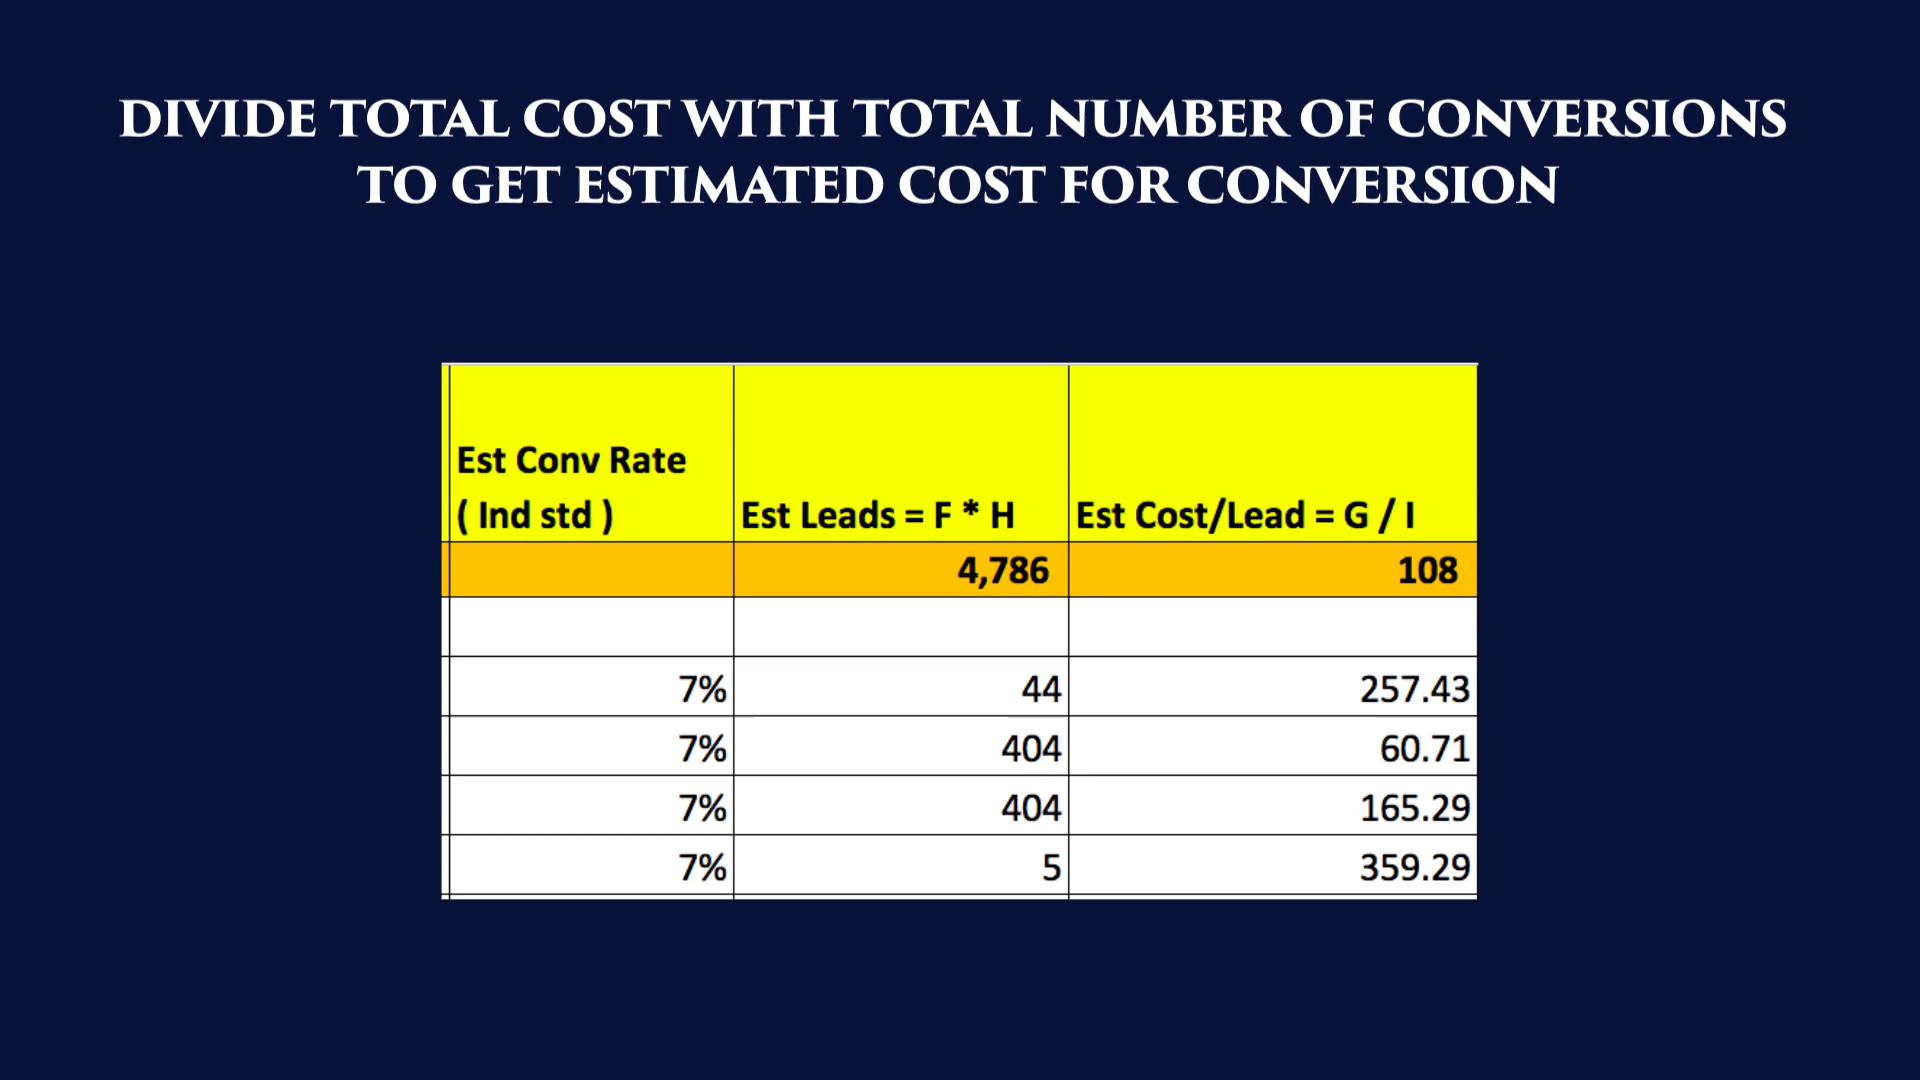 DIVIDE TOTAL COST WITH TOTAL NUMBER OF CONVERSIONS
TO GET ESTIMATED COST FOR CONVERSION
Est Conv Rate
( Ind std ) Est Leads = F * H Est Cost/Lead = G / I
4,786 108
7% 44 257.43
7% 404 60.71
7% 404 165.29
7% 5 359.29